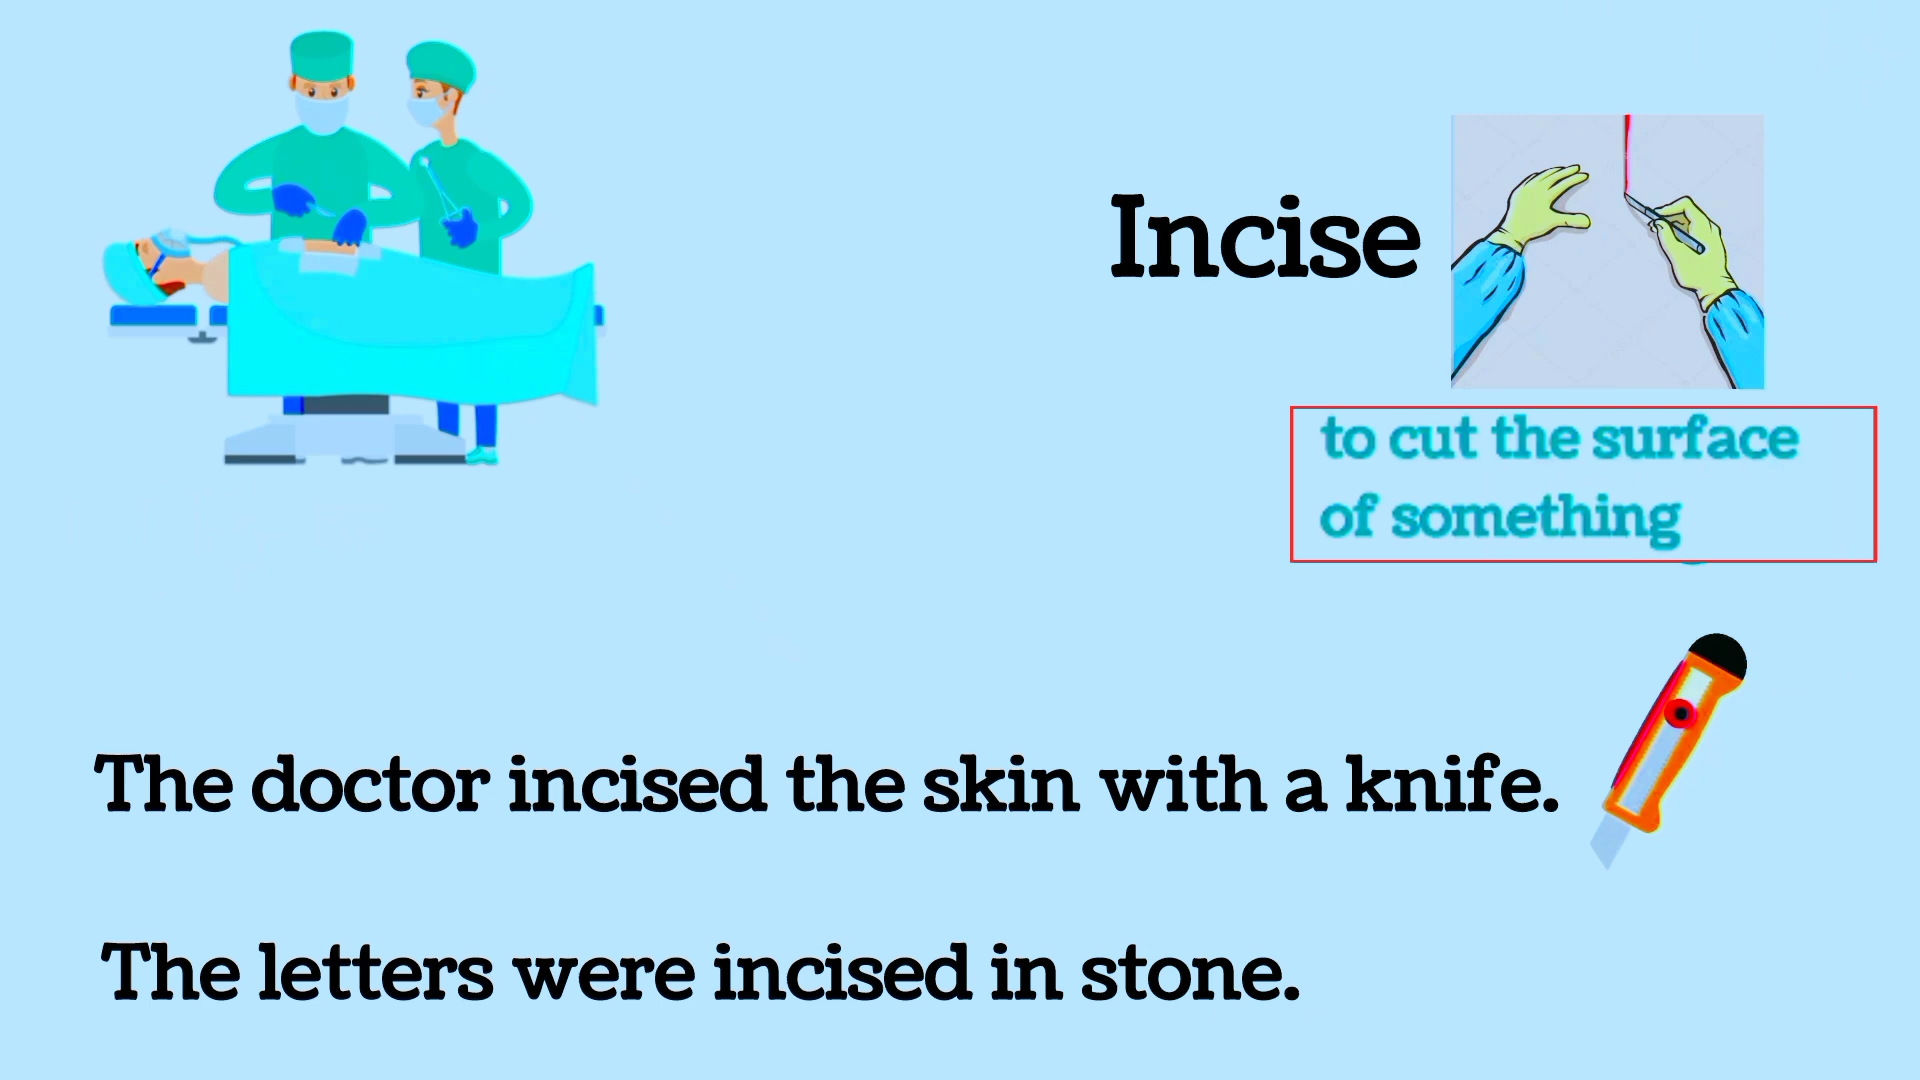 Incise
to cut the surface
of something
The doctor incised the skin with a knife.
The letters were incised in stone.